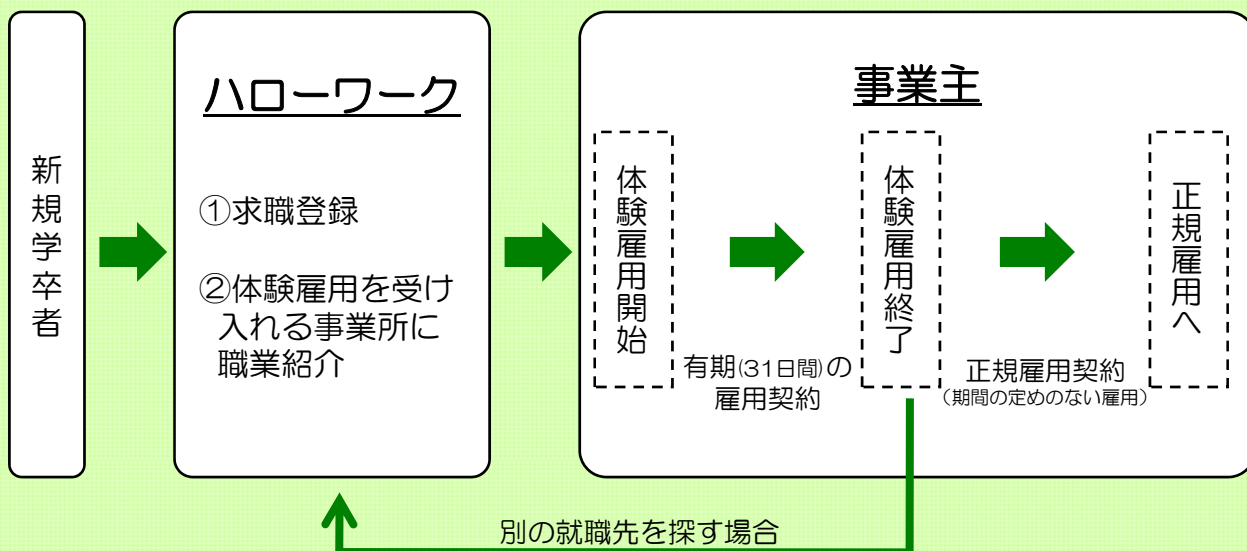 新規学卒者
ハローワーク
①求職登録
②体験雇用を受け
入れる事業所に
職業紹介
事業主
体験雇用開始
有期(31日間)の
雇用契約
体験雇用終了
正規雇用契約
（期間の定めのない雇用）
正規雇用へ
別の就職先を探す場合